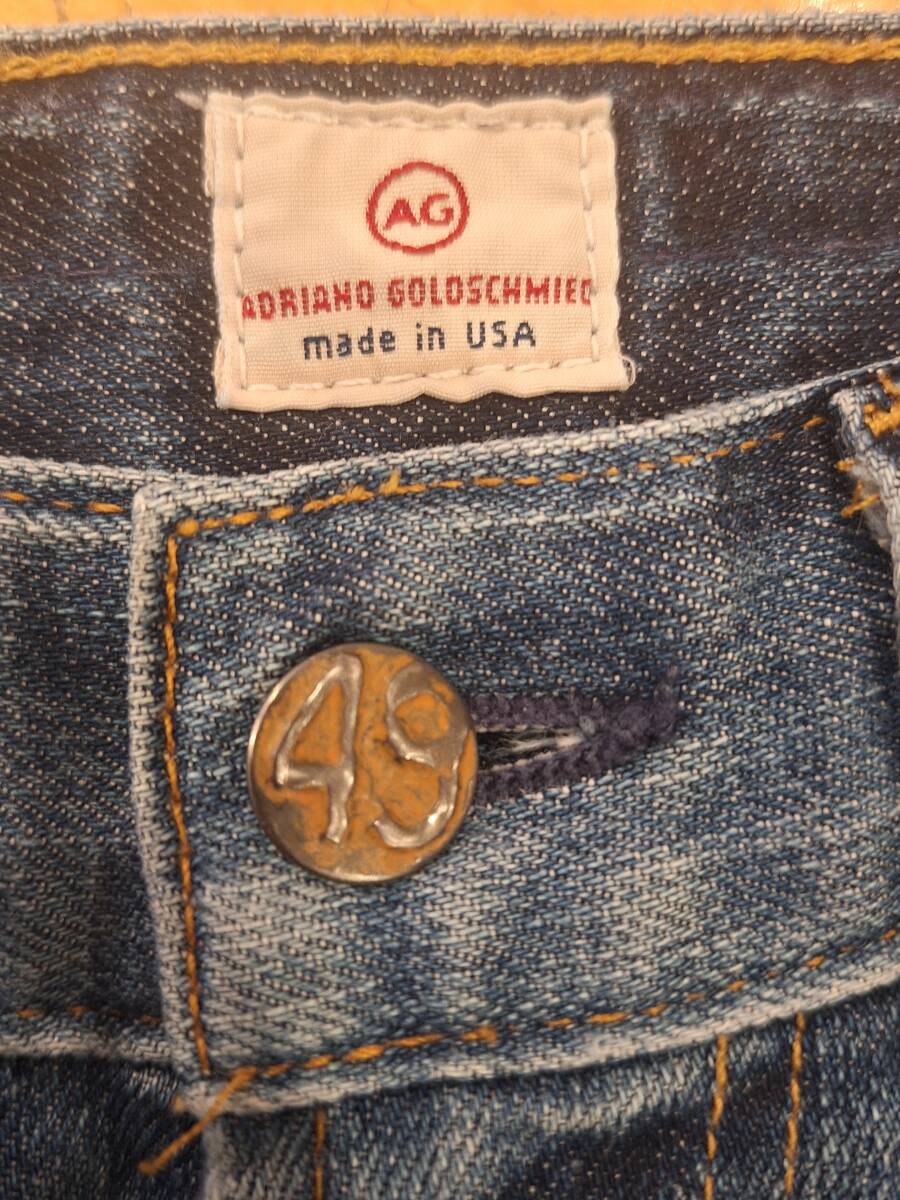 AG
ADRIANO GOLDSCHMIED
made in USA
49